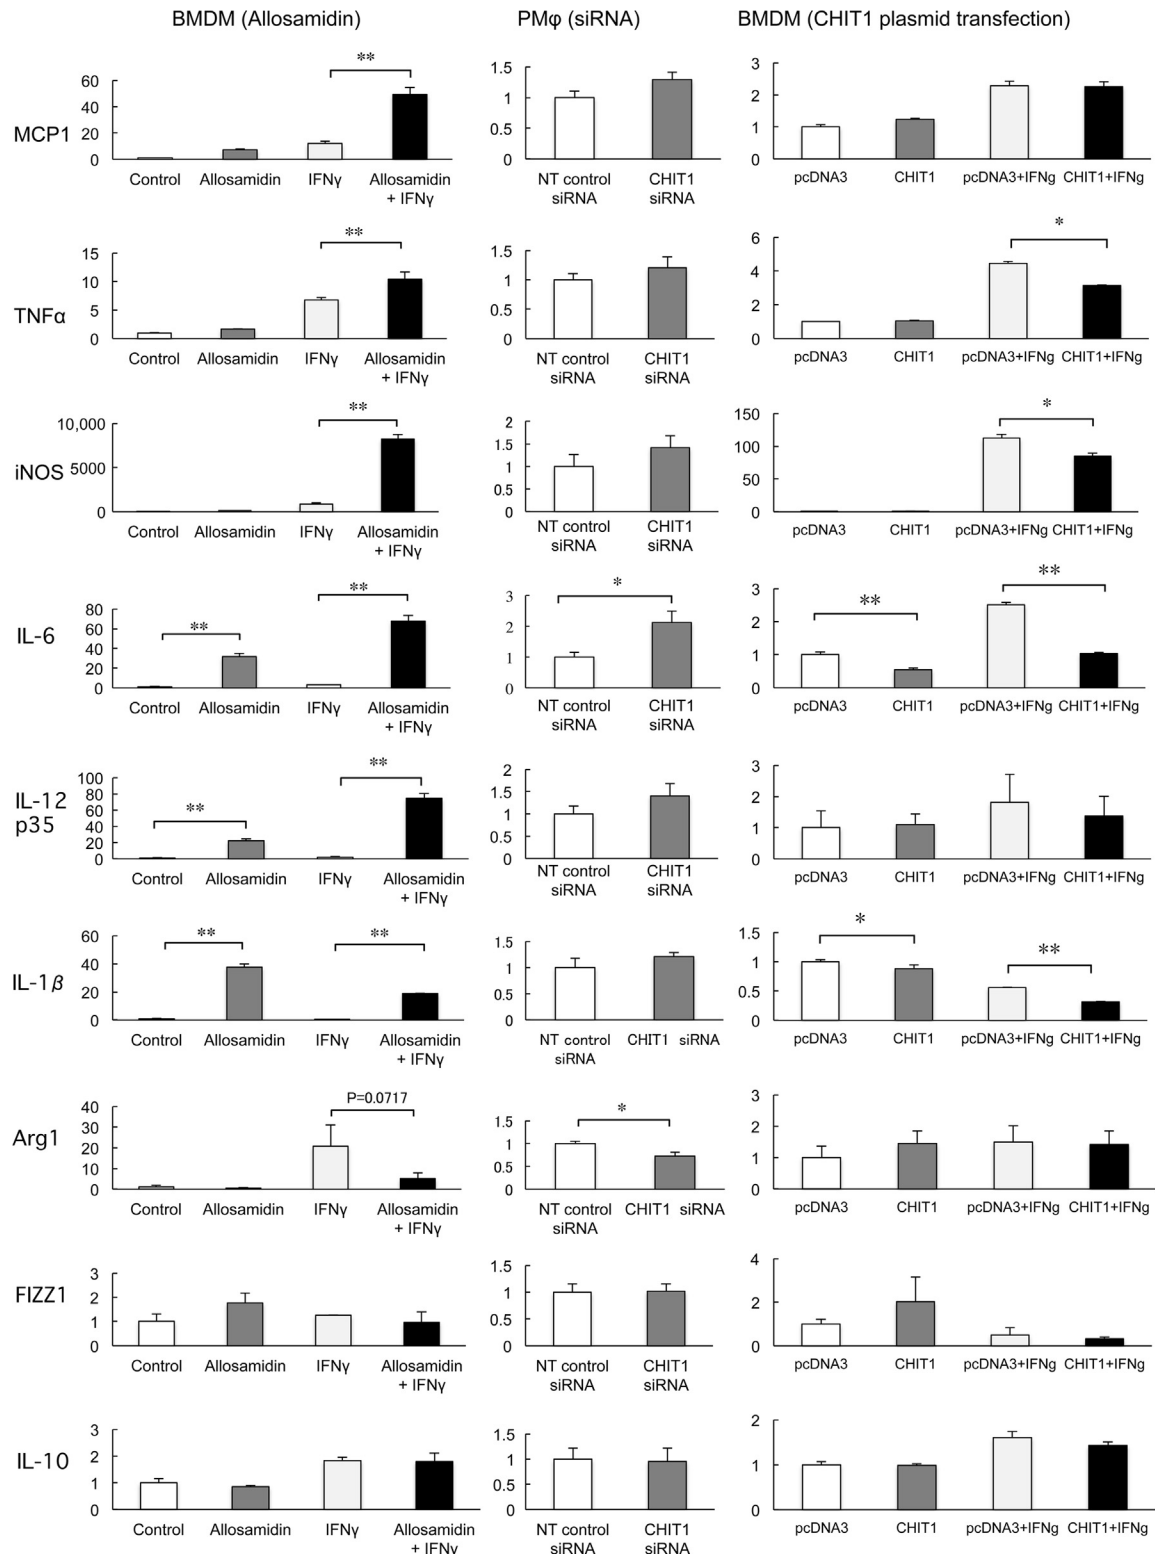 BMDM (Allosamidin) PMφ (siRNA) BMDM (CHIT1 plasmid transfection)
MCP1
60
40
20
0
**
Control Allosamidin IFNγ Allosamidin
+ IFNγ
1.5
1
0.5
0
NT control CHIT1
siRNA siRNA
3
2
1
0
pcDNA3 CHIT1 pcDNA3+IFNg CHIT1+IFNg
TNFα
15
10
5
0
**
Control Allosamidin IFNγ Allosamidin
+ IFNγ
1.5
1
0.5
0
NT control CHIT1
siRNA siRNA
6
4
2
0
*
pcDNA3 CHIT1 pcDNA3+IFNg CHIT1+IFNg
iNOS
10,000
5000
0
**
Control Allosamidin IFNγ Allosamidin
+ IFNγ
2
1.5
1
0.5
0
NT control CHIT1
siRNA siRNA
150
100
50
0
*
pcDNA3 CHIT1 pcDNA3+IFNg CHIT1+IFNg
IL-6
80
60
40
20
0
**
**
Control Allosamidin IFNγ Allosamidin
+ IFNγ
3
2
1
0
*
NT control CHIT1
siRNA siRNA
3
2
1
0
**
**
pcDNA3 CHIT1 pcDNA3+IFNg CHIT1+IFNg
IL-12
p35
100
80
60
40
20
0
**
**
Control Allosamidin IFNγ Allosamidin
+ IFNγ
2
1.5
1
0.5
0
NT control CHIT1
siRNA siRNA
3
2
1
0
pcDNA3 CHIT1 pcDNA3+IFNg CHIT1+IFNg
IL-1β
60
40
20
0
**
**
Control Allosamidin IFNγ Allosamidin
+ IFNγ
1.5
1
0.5
0
NT control CHIT1 siRNA
siRNA
1.5
1
0.5
0
*
**
pcDNA3 CHIT1 pcDNA3+IFNg CHIT1+IFNg
Arg1
40
30
20
10
0
P=0.0717
Control Allosamidin IFNγ Allosamidin
+ IFNγ
1.5
1
0.5
0
*
NT control CHIT1 siRNA
siRNA
3
2
1
0
pcDNA3 CHIT1 pcDNA3+IFNg CHIT1+IFNg
FIZZ1
3
2
1
0
Control Allosamidin IFNγ Allosamidin
+ IFNγ
1.5
1
0.5
0
NT control CHIT1
siRNA siRNA
4
2
0
pcDNA3 CHIT1 pcDNA3+IFNg CHIT1+IFNg
IL-10
3
2
1
0
Control Allosamidin IFNγ Allosamidin
+ IFNγ
1.5
1
0.5
0
NT control CHIT1
siRNA siRNA
2
1
0
pcDNA3 CHIT1 pcDNA3+IFNg CHIT1+IFNg